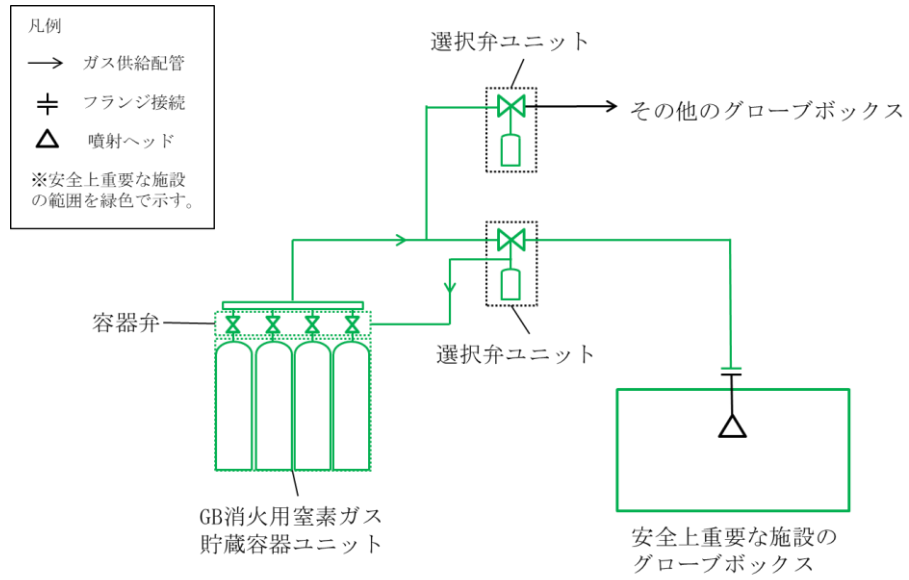 凡例
ガス供給配管
フランジ接続
噴射ヘッド
※安全上重要な施設
の範囲を緑色で示す。
選択弁ユニット
その他のグローブボックス
容器弁
選択弁ユニット
GB消火用窒素ガス
貯蔵容器ユニット
安全上重要な施設の
グローブボックス